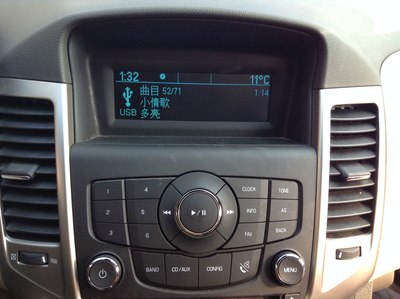 1:32 11°C
曲目 52/71 1:14
小情歌
USB 多亮
1 4 CLOCK TONE
2 5 INFO AS
3 6 FAV BACK
BAND CD/AUX CONFIG MENU